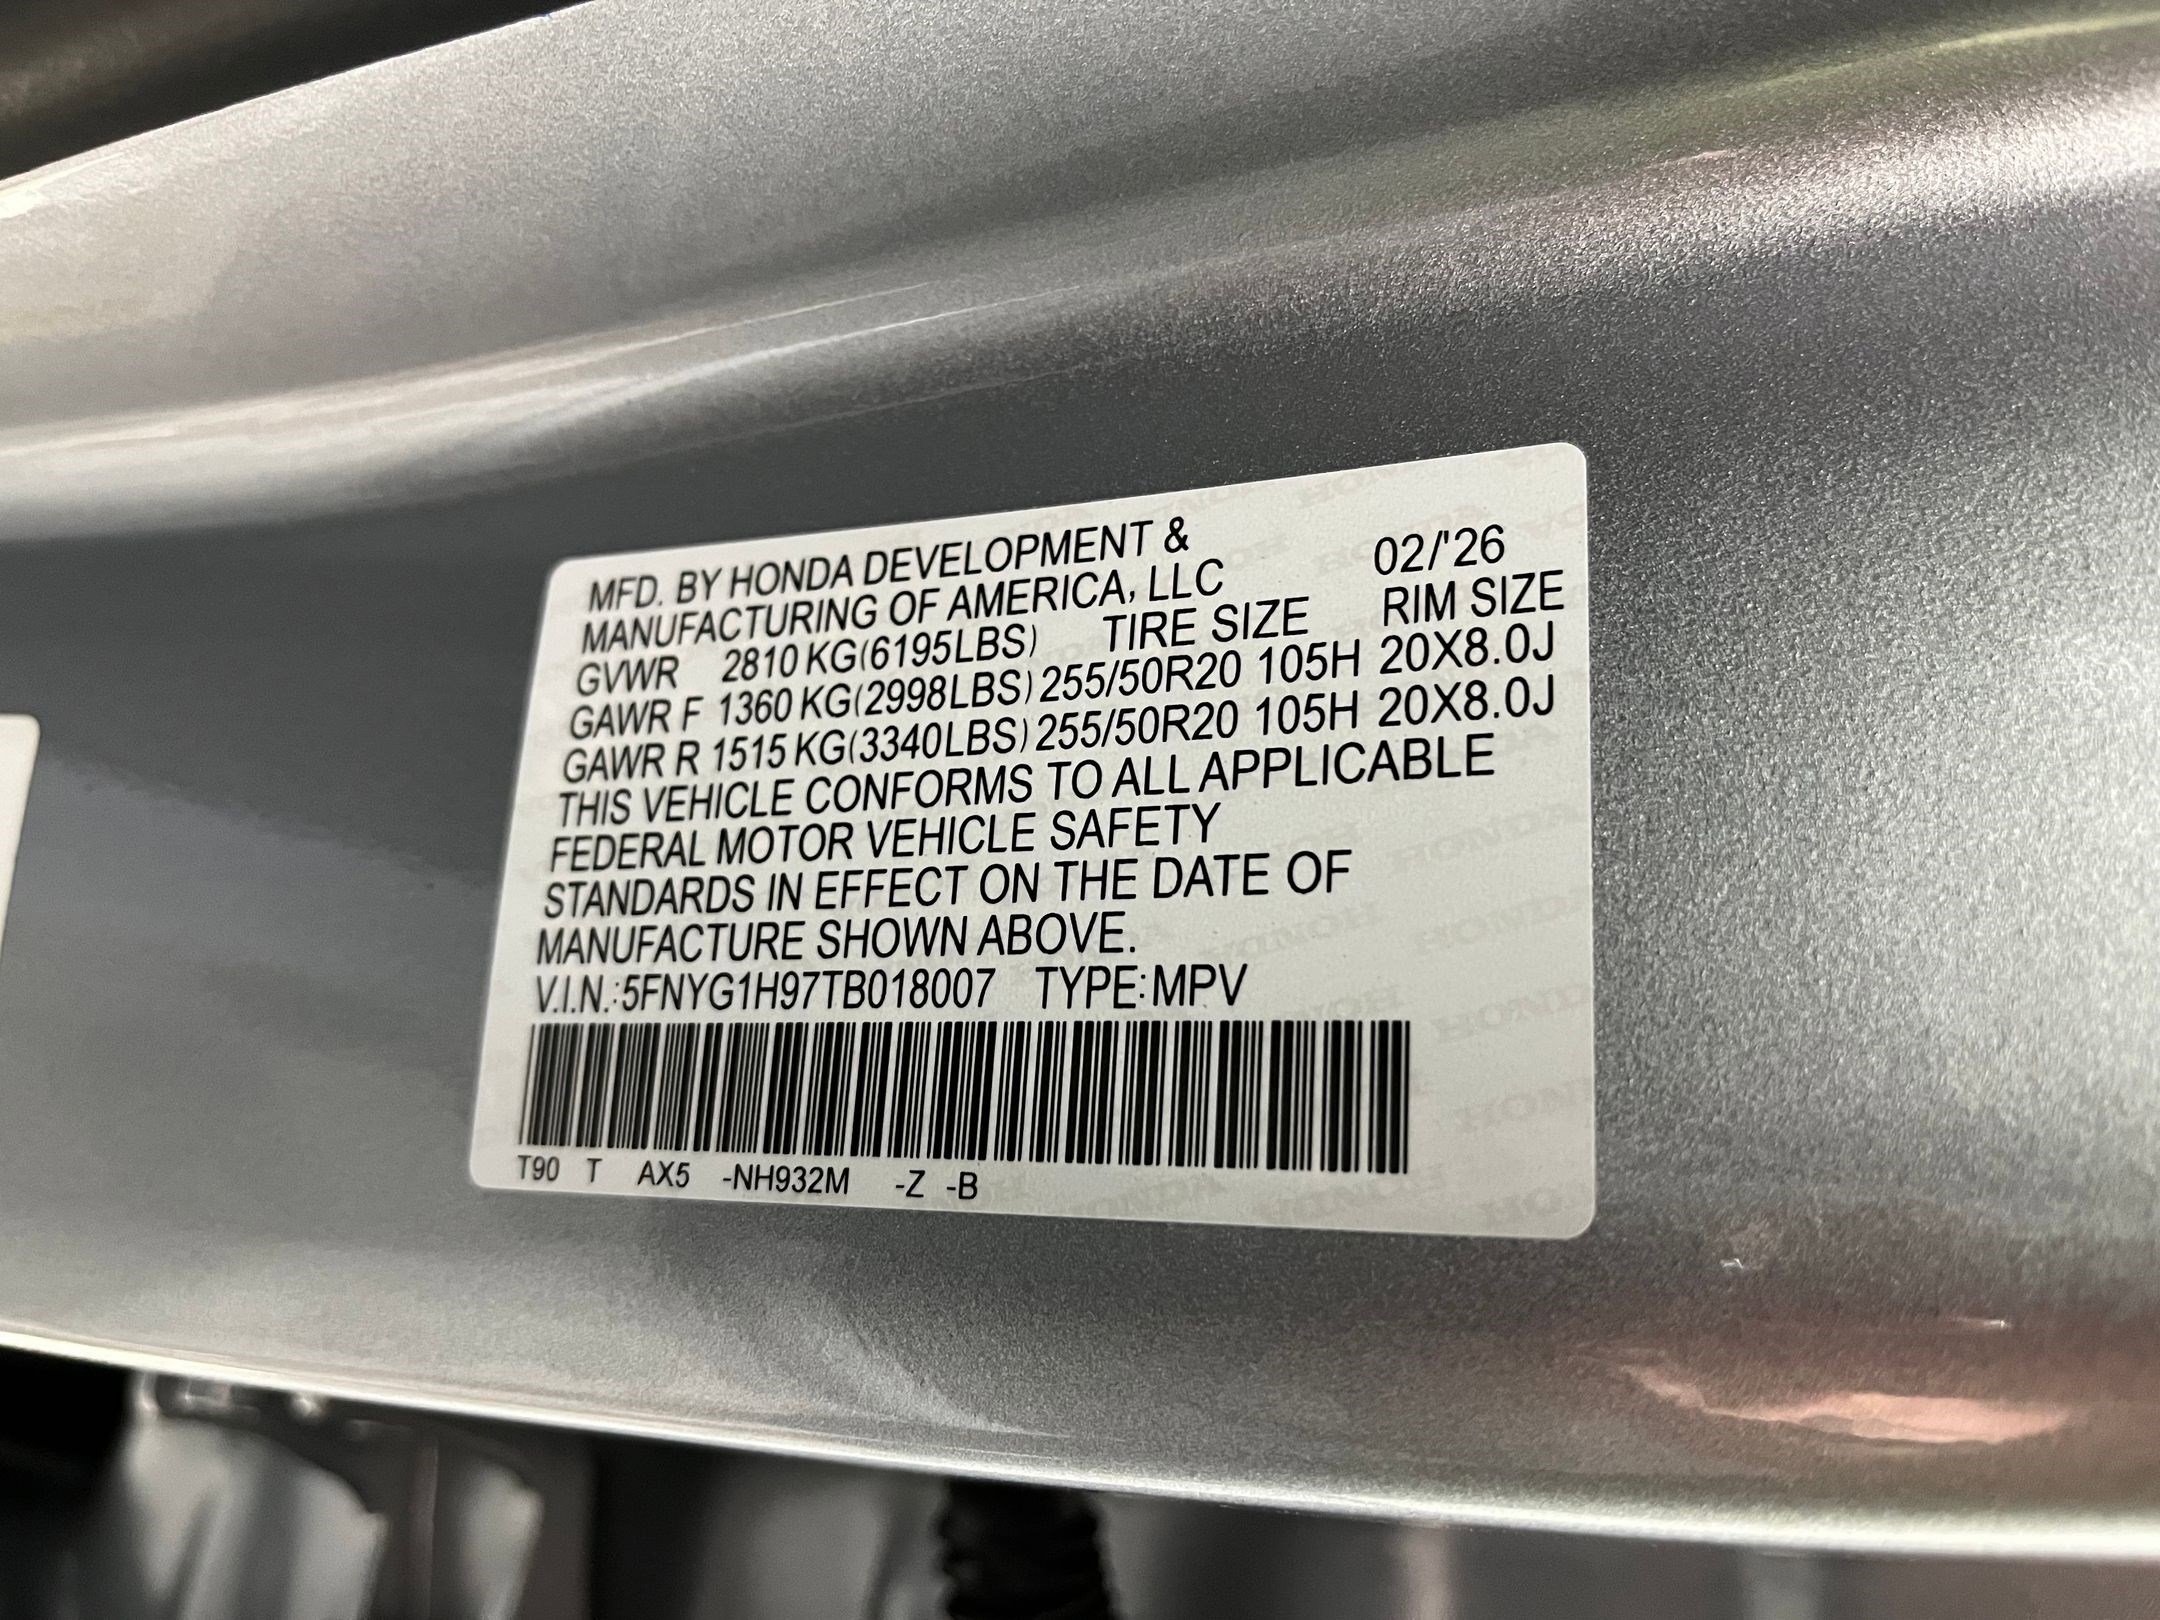 MFD. BY HONDA DEVELOPMENT &
MANUFACTURING OF AMERICA, LLC 02/'26
GVWR 2810 KG(6195LBS) TIRE SIZE RIM SIZE
GAWR F 1360 KG(2998LBS) 255/50R20 105H 20X8.0J
GAWR R 1515 KG(3340LBS) 255/50R20 105H 20X8.0J
THIS VEHICLE CONFORMS TO ALL APPLICABLE
FEDERAL MOTOR VEHICLE SAFETY
STANDARDS IN EFFECT ON THE DATE OF
MANUFACTURE SHOWN ABOVE.
V.I.N.:5FNYG1H97TB018007 TYPE:MPV
T90 T AX5 -NH932M -Z -B